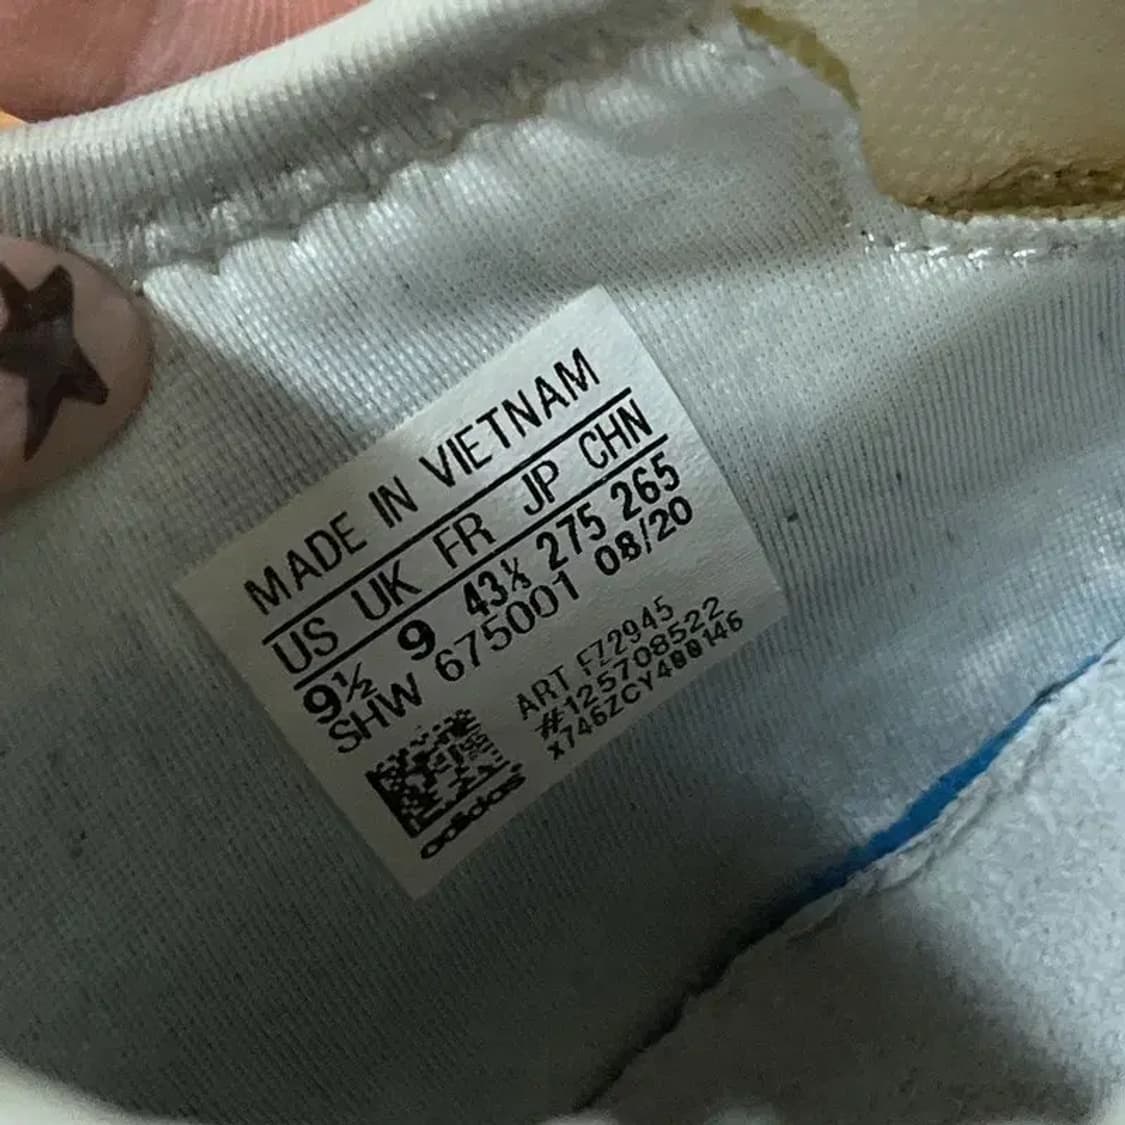 MADE IN VIETNAM
US UK FR JP CHN
9½ 9 43⅓ 275 265
SHW 675001 08/20
ART FZ2945
#125708522
X746ZCY400146
adidas